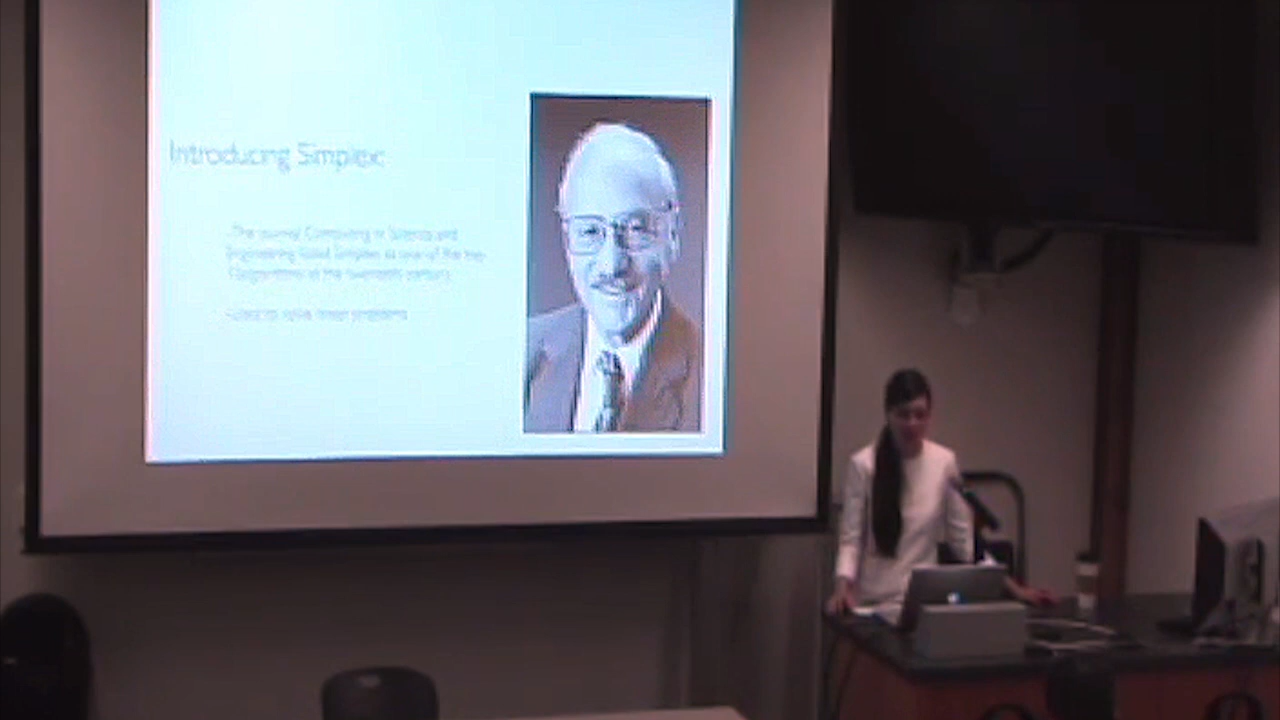 Introducing Simplex
The journal Computing in Science and
Engineering listed Simplex as one of the top
algorithms of the twentieth century
Used to solve linear problems